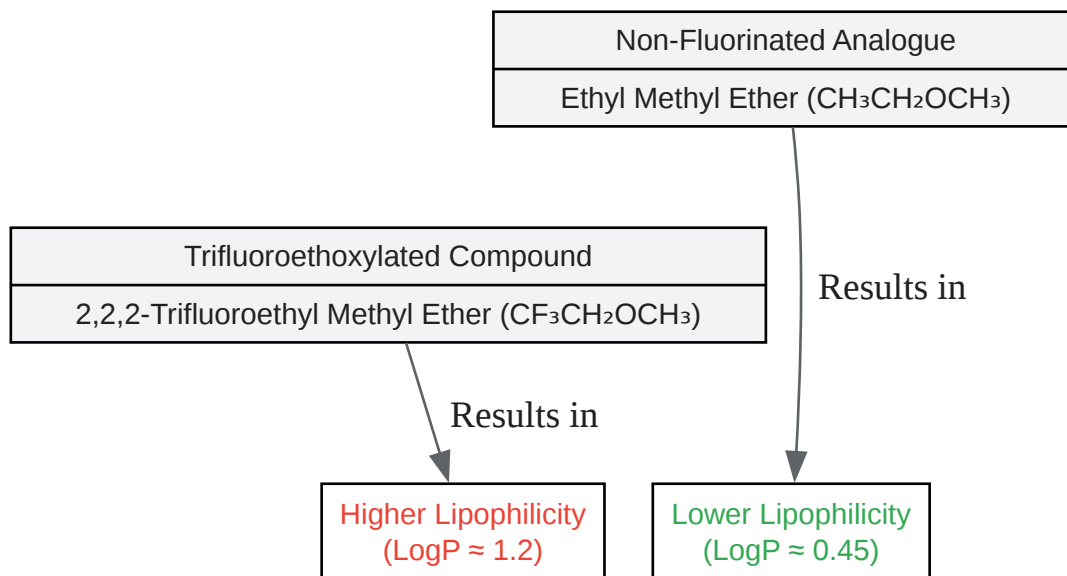 Non-Fluorinated Analogue
Ethyl Methyl Ether (CH₃CH₂OCH₃)
Trifluoroethoxylated Compound
2,2,2-Trifluoroethyl Methyl Ether (CF₃CH₂OCH₃)
Results in
Results in
Higher Lipophilicity
(LogP ≈ 1.2)
Lower Lipophilicity
(LogP ≈ 0.45)